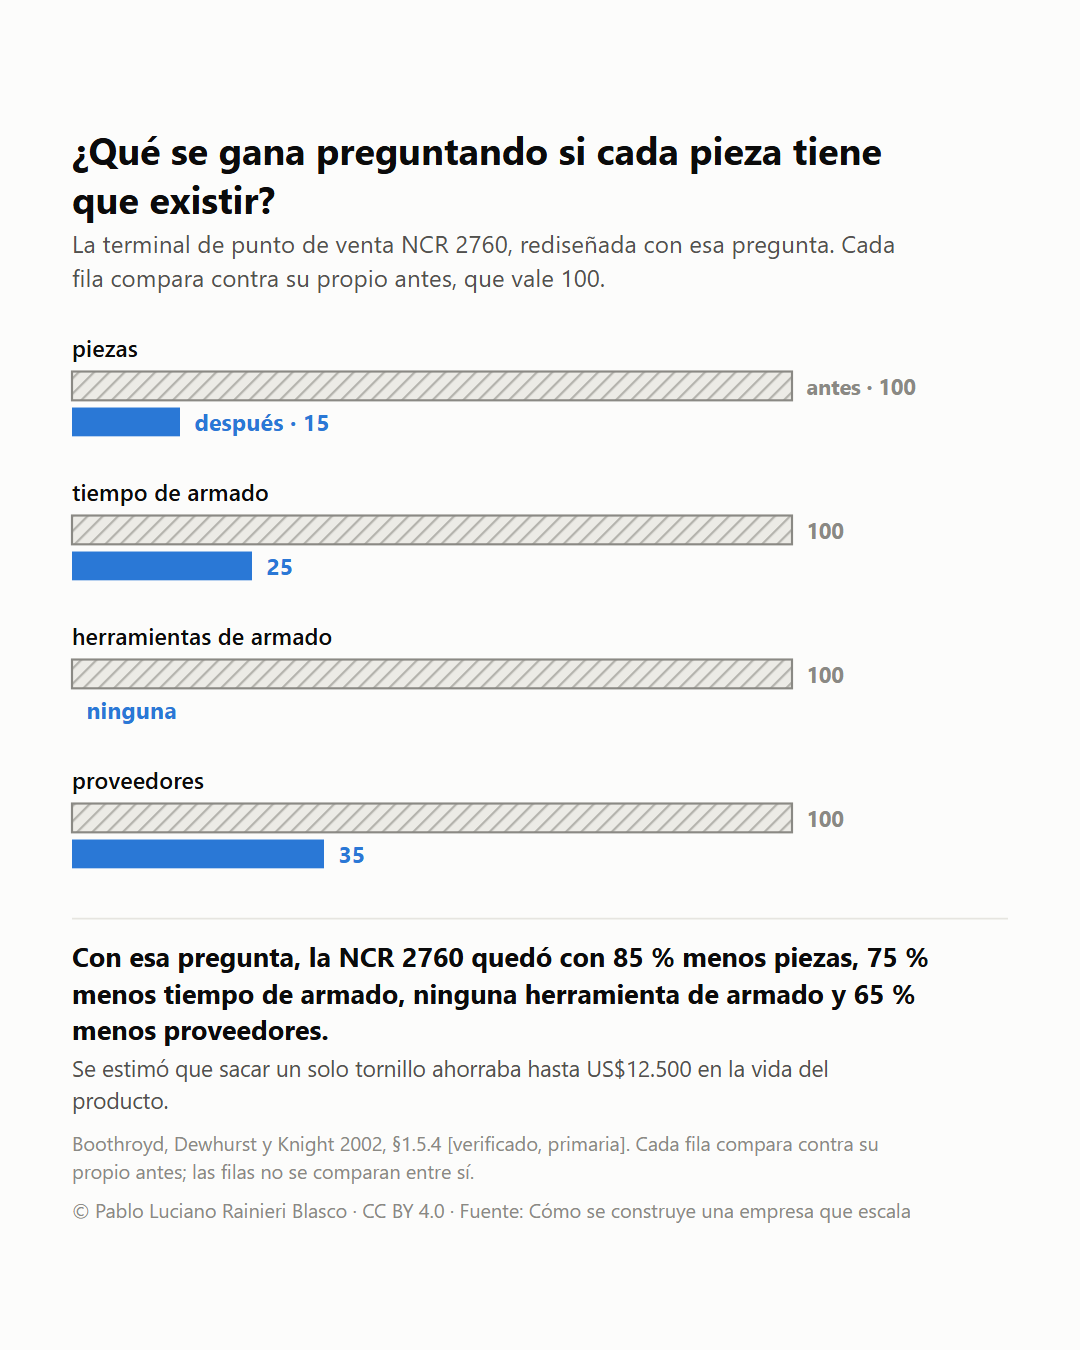 ¿Qué se gana preguntando si cada pieza tiene
que existir?
La terminal de punto de venta NCR 2760, rediseñada con esa pregunta. Cada
fila compara contra su propio antes, que vale 100.
piezas
antes · 100
después · 15
tiempo de armado
100
25
herramientas de armado
100
ninguna
proveedores
100
35
Con esa pregunta, la NCR 2760 quedó con 85 % menos piezas, 75 %
menos tiempo de armado, ninguna herramienta de armado y 65 %
menos proveedores.
Se estimó que sacar un solo tornillo ahorraba hasta US$12.500 en la vida del
producto.
Boothroyd, Dewhurst y Knight 2002, §1.5.4 [verificado, primaria]. Cada fila compara contra su
propio antes; las filas no se comparan entre sí.
© Pablo Luciano Rainieri Blasco · CC BY 4.0 · Fuente: Cómo se construye una empresa que escala